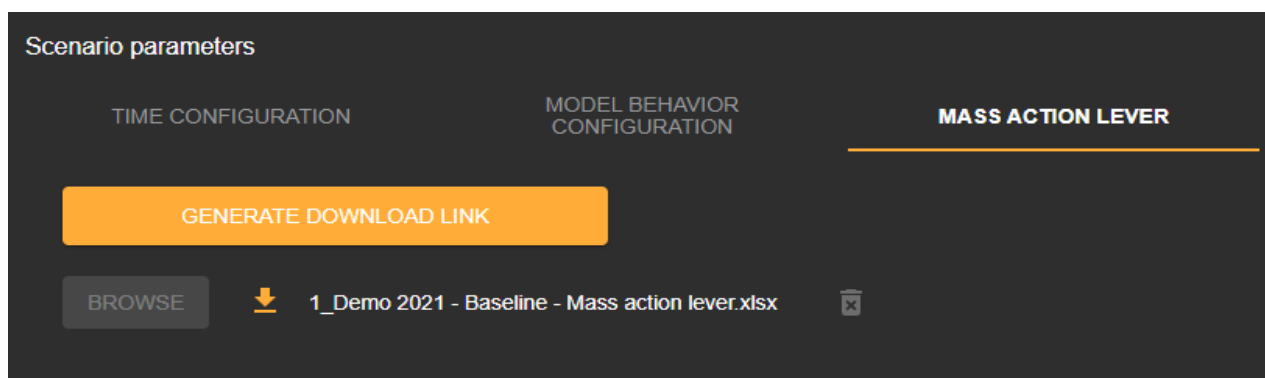 Scenario parameters
TIME CONFIGURATION
MODEL BEHAVIOR
CONFIGURATION
MASS ACTION LEVER
GENERATE DOWNLOAD LINK
BROWSE
1_Demo 2021 - Baseline - Mass action lever.xlsx